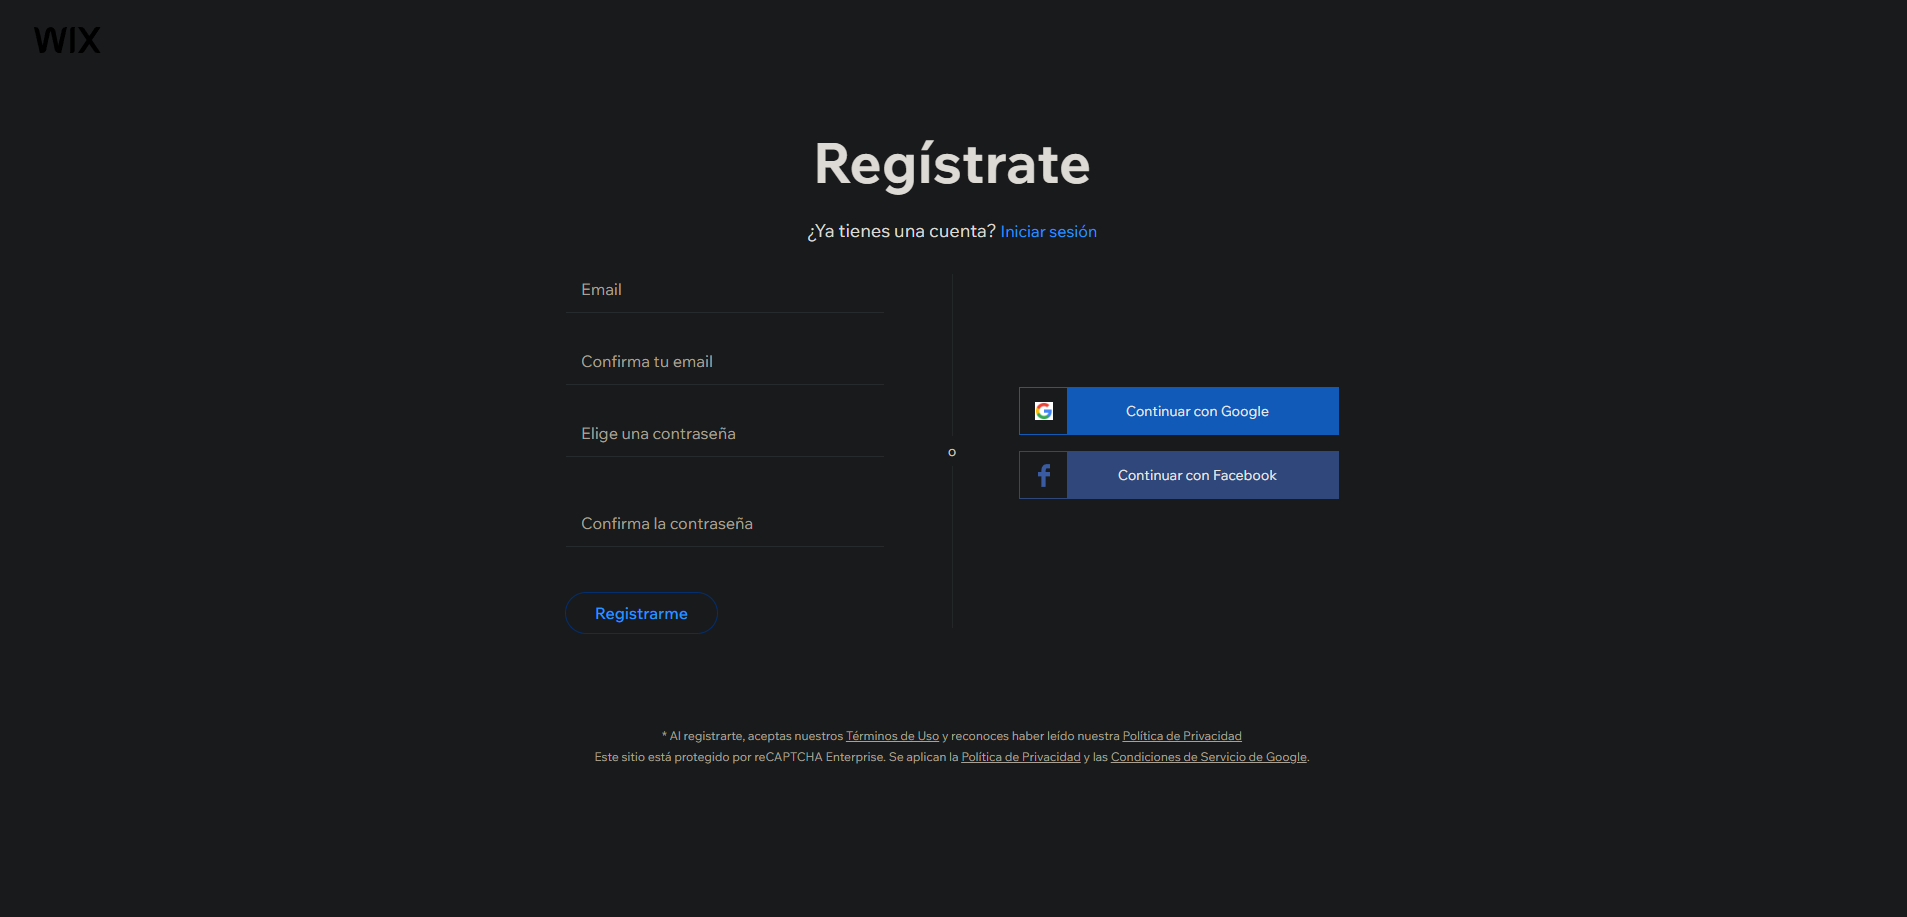 WIX
Regístrate
¿Ya tienes una cuenta? Iniciar sesión
Email
Confirma tu email
Elige una contraseña
Confirma la contraseña
Registrarme
o
Continuar con Google
Continuar con Facebook
* Al registrarte, aceptas nuestros Términos de Uso y reconoces haber leído nuestra Política de Privacidad
Este sitio está protegido por reCAPTCHA Enterprise. Se aplican la Política de Privacidad y las Condiciones de Servicio de Google.